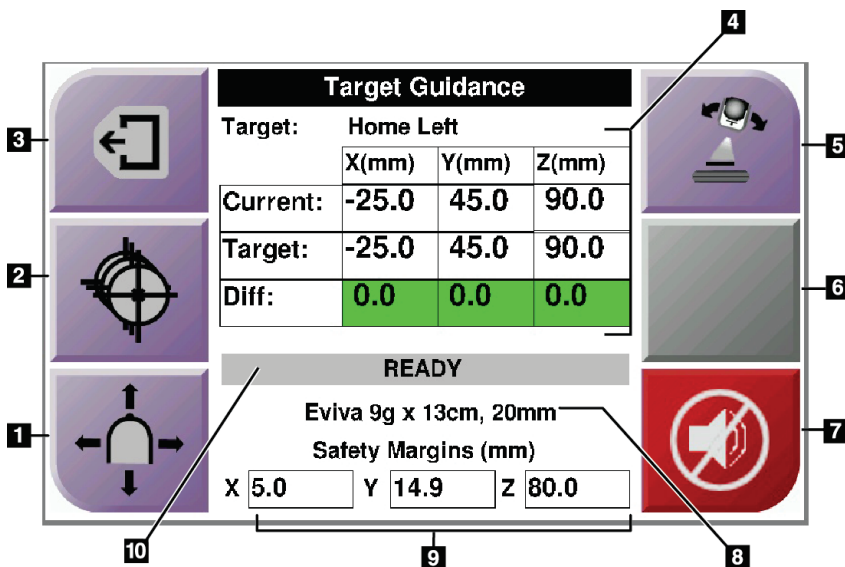 4
Target Guidance
3
Target: Home Left
5
X(mm) Y(mm) Z(mm)
Current: -25.0 45.0 90.0
Target: -25.0 45.0 90.0
2
6
Diff: 0.0 0.0 0.0
READY
Eviva 9g x 13cm, 20mm
1
7
Safety Margins (mm)
X 5.0 Y 14.9 Z 80.0
10
9
8